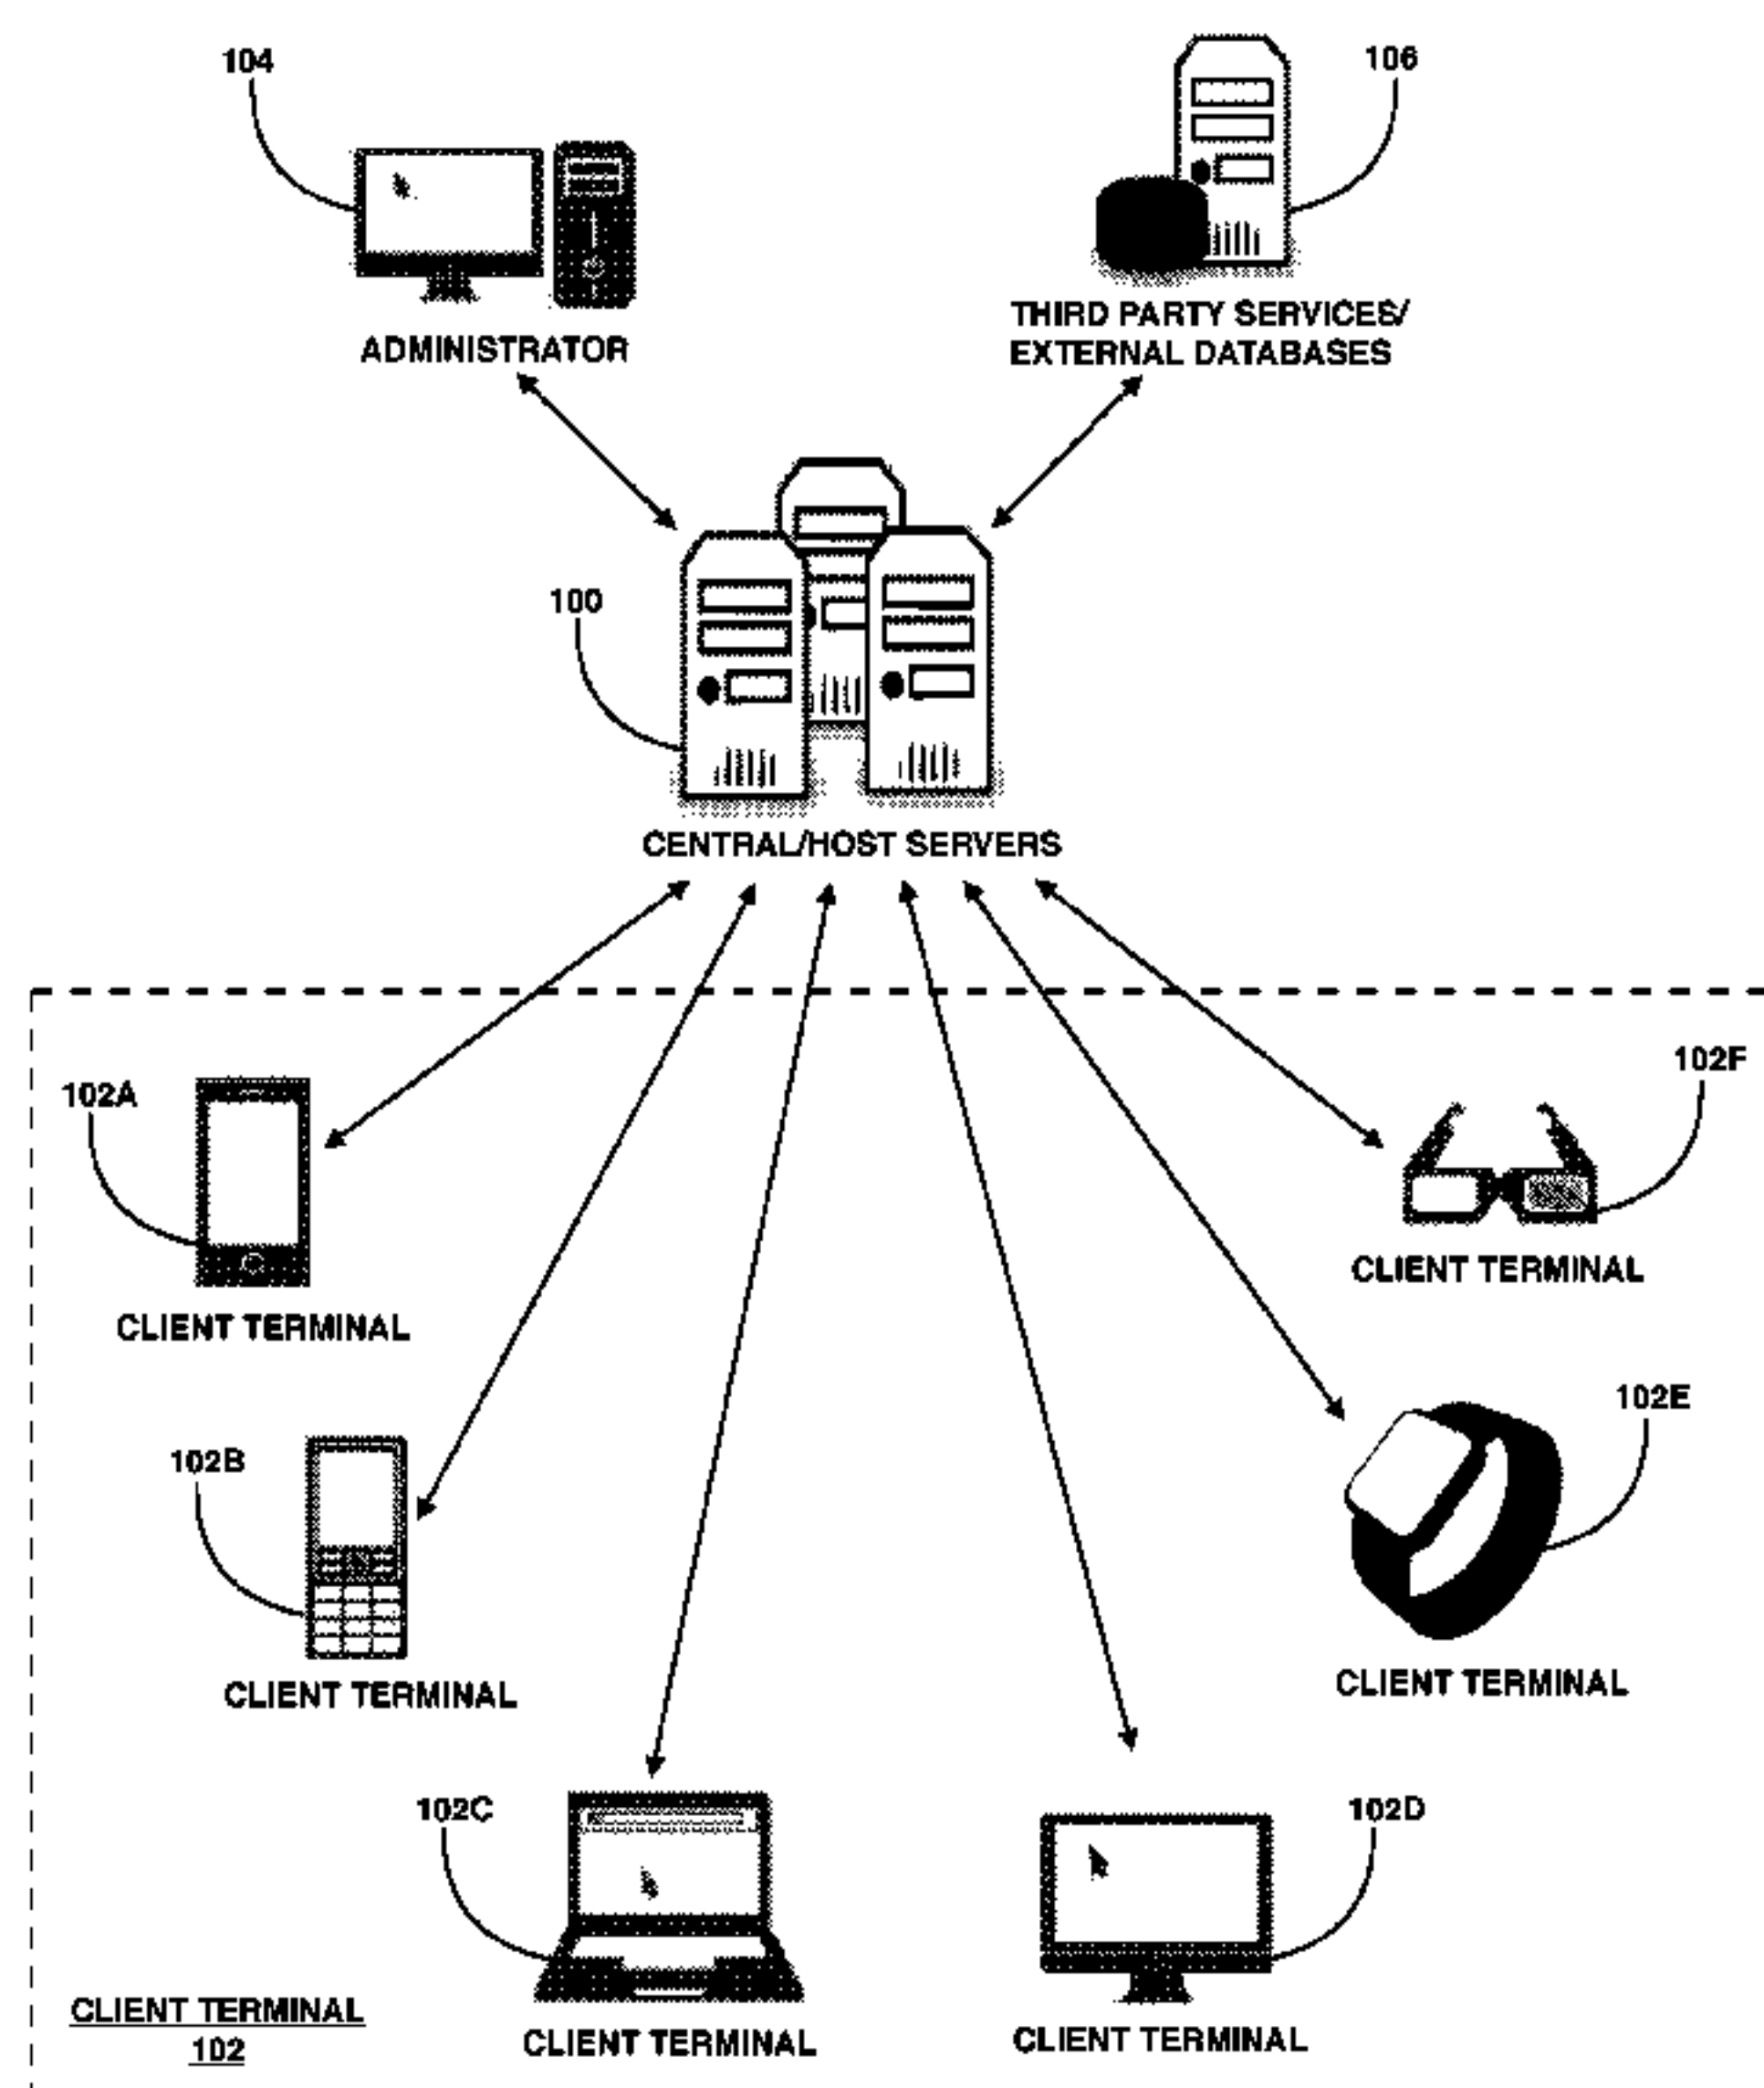 104
106
ADMINISTRATOR
THIRD PARTY SERVICES/
EXTERNAL DATABASES
100
CENTRAL/HOST SERVERS
102A
102F
CLIENT TERMINAL
CLIENT TERMINAL
102B
102E
CLIENT TERMINAL
CLIENT TERMINAL
102C
102D
CLIENT TERMINAL
102
CLIENT TERMINAL
CLIENT TERMINAL